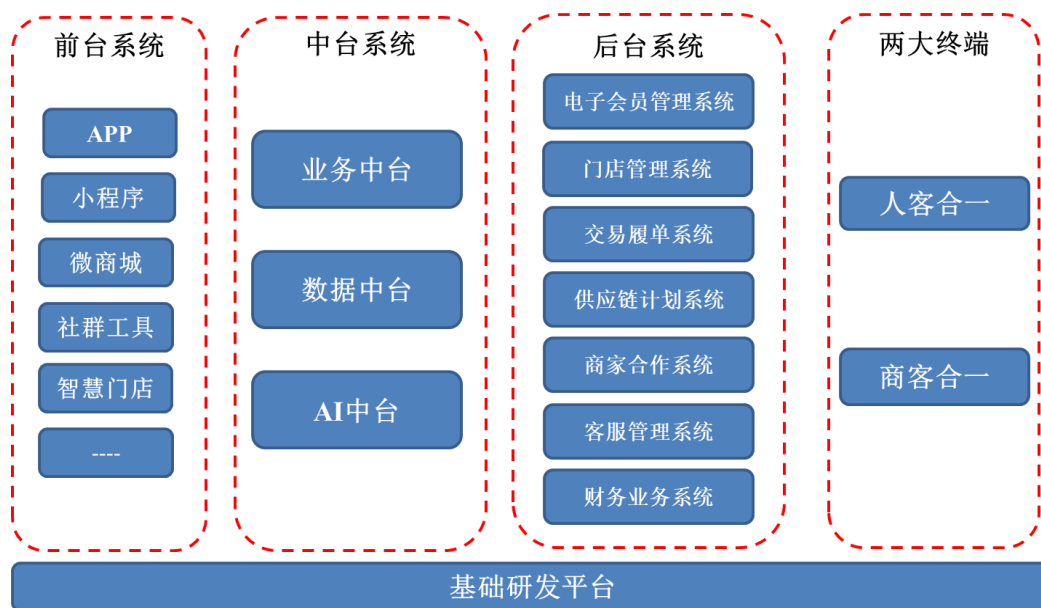 前台系统
APP
小程序
微商城
社群工具
智慧门店
----
中台系统
业务中台
数据中台
AI中台
后台系统
电子会员管理系统
门店管理系统
交易履单系统
供应链计划系统
商家合作系统
客服管理系统
财务业务系统
两大终端
人客合一
商客合一
基础研发平台